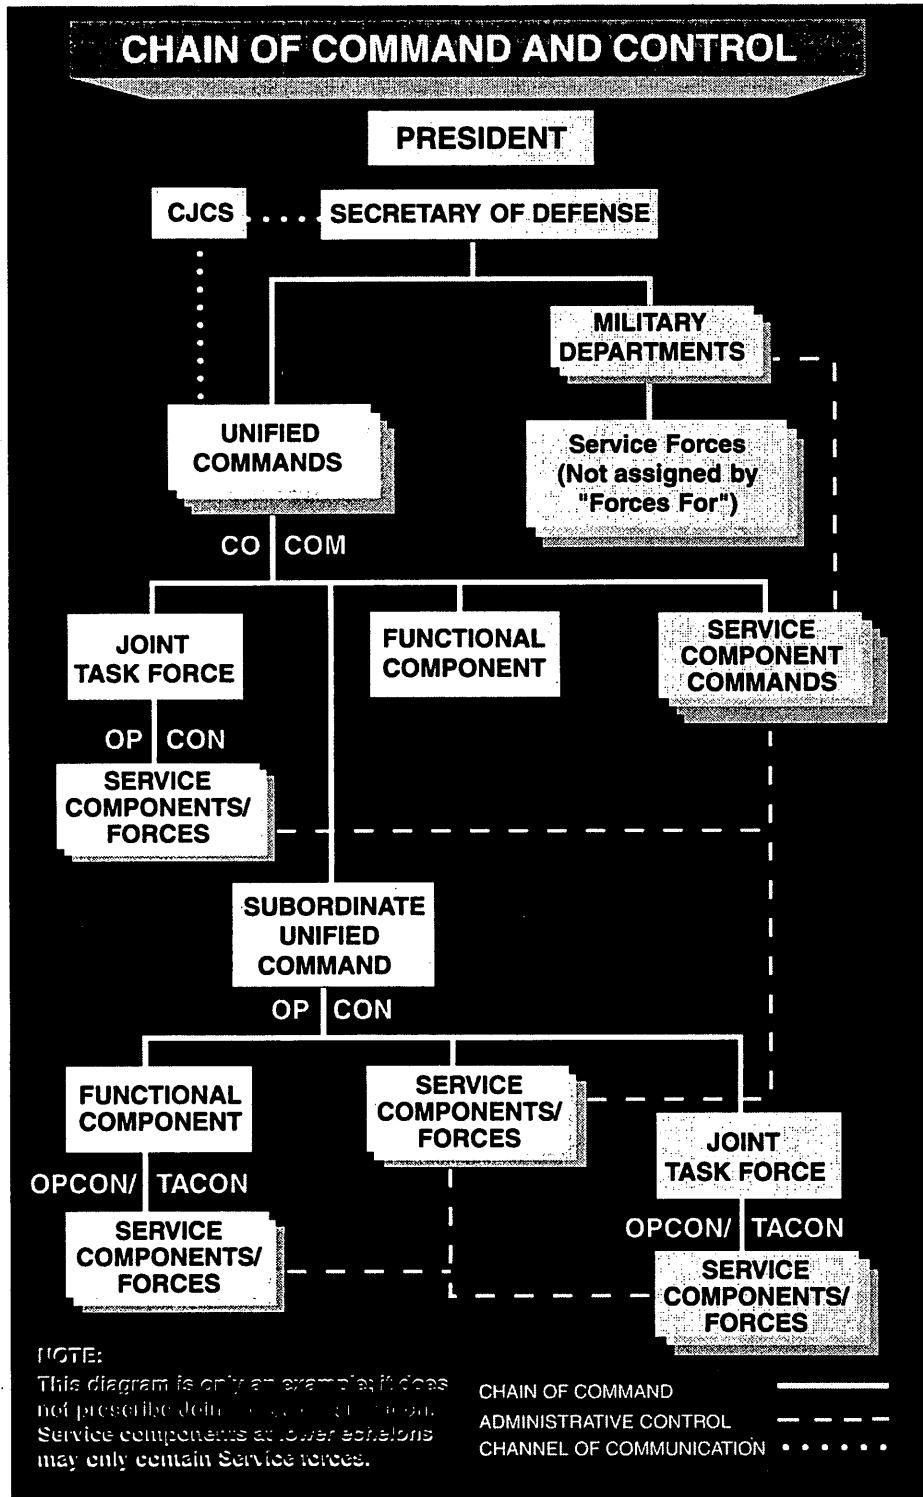 CHAIN OF COMMAND AND CONTROL
PRESIDENT
CJCS
SECRETARY OF DEFENSE
MILITARY
DEPARTMENTS
UNIFIED
COMMANDS
Service Forces
(Not assigned by
"Forces For")
CO COM
JOINT
TASK FORCE
FUNCTIONAL
COMPONENT
SERVICE
COMPONENT
COMMANDS
OP CON
SERVICE
COMPONENTS/
FORCES
SUBORDINATE
UNIFIED
COMMAND
OP CON
FUNCTIONAL
COMPONENT
SERVICE
COMPONENTS/
FORCES
JOINT
TASK FORCE
OPCON/ TACON
SERVICE
COMPONENTS/
FORCES
OPCON/ TACON
SERVICE
COMPONENTS/
FORCES
NOTE:
This diagram is only an example; it does
not prescribe Joint
Service components at lower echelons
may only contain Service forces.
CHAIN OF COMMAND
ADMINISTRATIVE CONTROL
CHANNEL OF COMMUNICATION